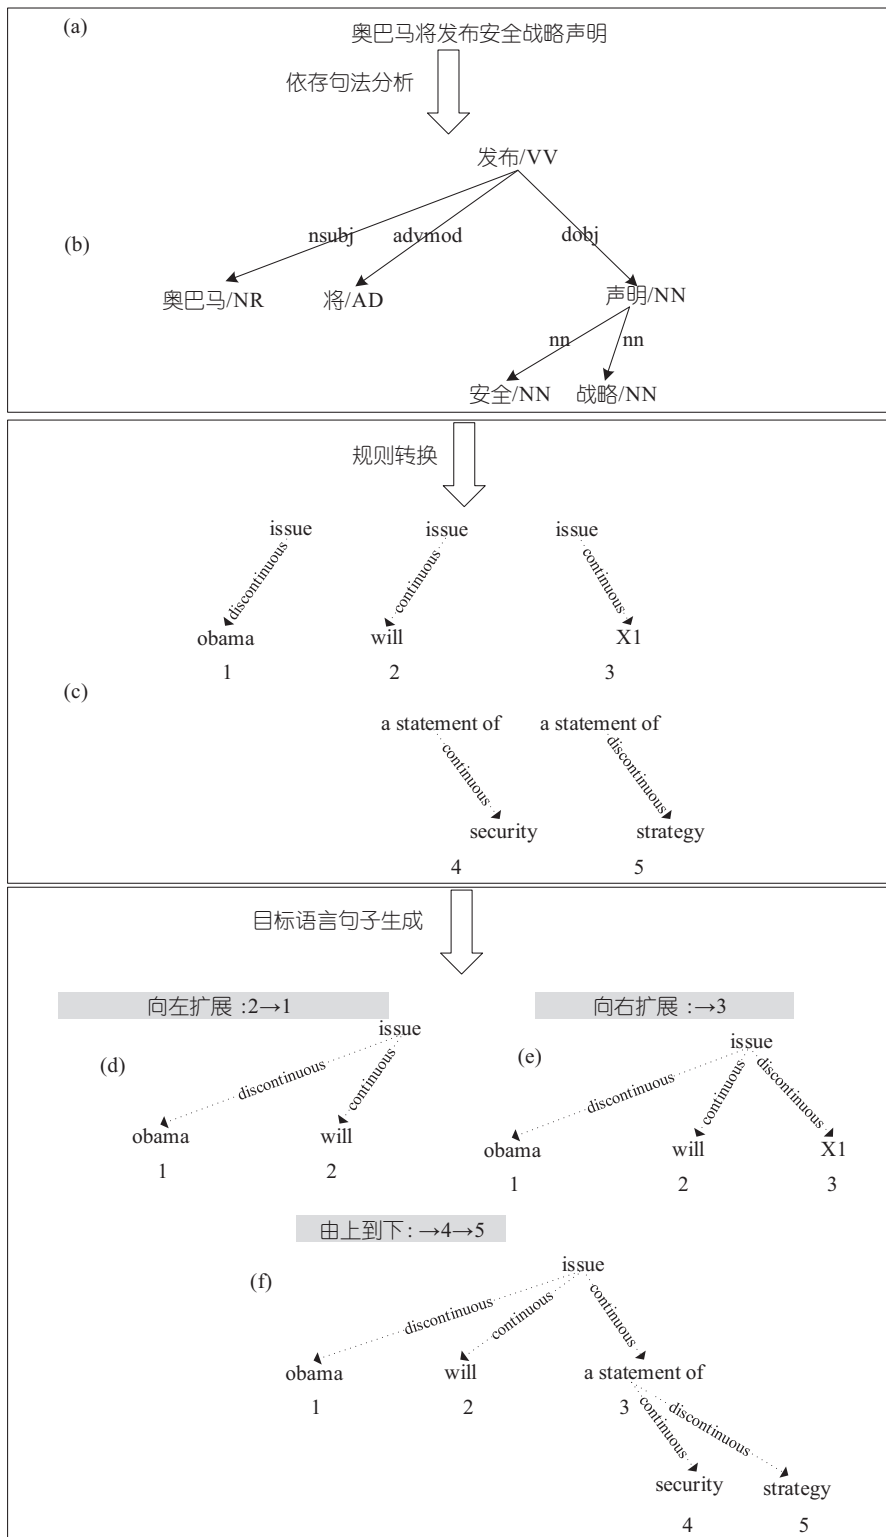 (a)
奥巴马将发布安全战略声明
依存句法分析
发布/VV
nsubj
advmod
dobj
(b)
奥巴马/NR
将/AD
声明/NN
nn
nn
安全/NN
战略/NN
规则转换
issue
issue
issue
discontinuous
continuous
continuous
obama
will
X1
1
2
3
(c)
a statement of
a statement of
continuous
discontinuous
security
strategy
4
5
目标语言句子生成
向左扩展 :2→1
向右扩展 : →3
issue
(d)
discontinuous
continuous
obama
will
1
2
issue
(e)
discontinuous
continuous
discontinuous
obama
will
X1
1
2
3
由上到下 : →4→5
issue
(f)
discontinuous
continuous
continuous
obama
will
a statement of
1
2
3
continuous
discontinuous
security
strategy
4
5